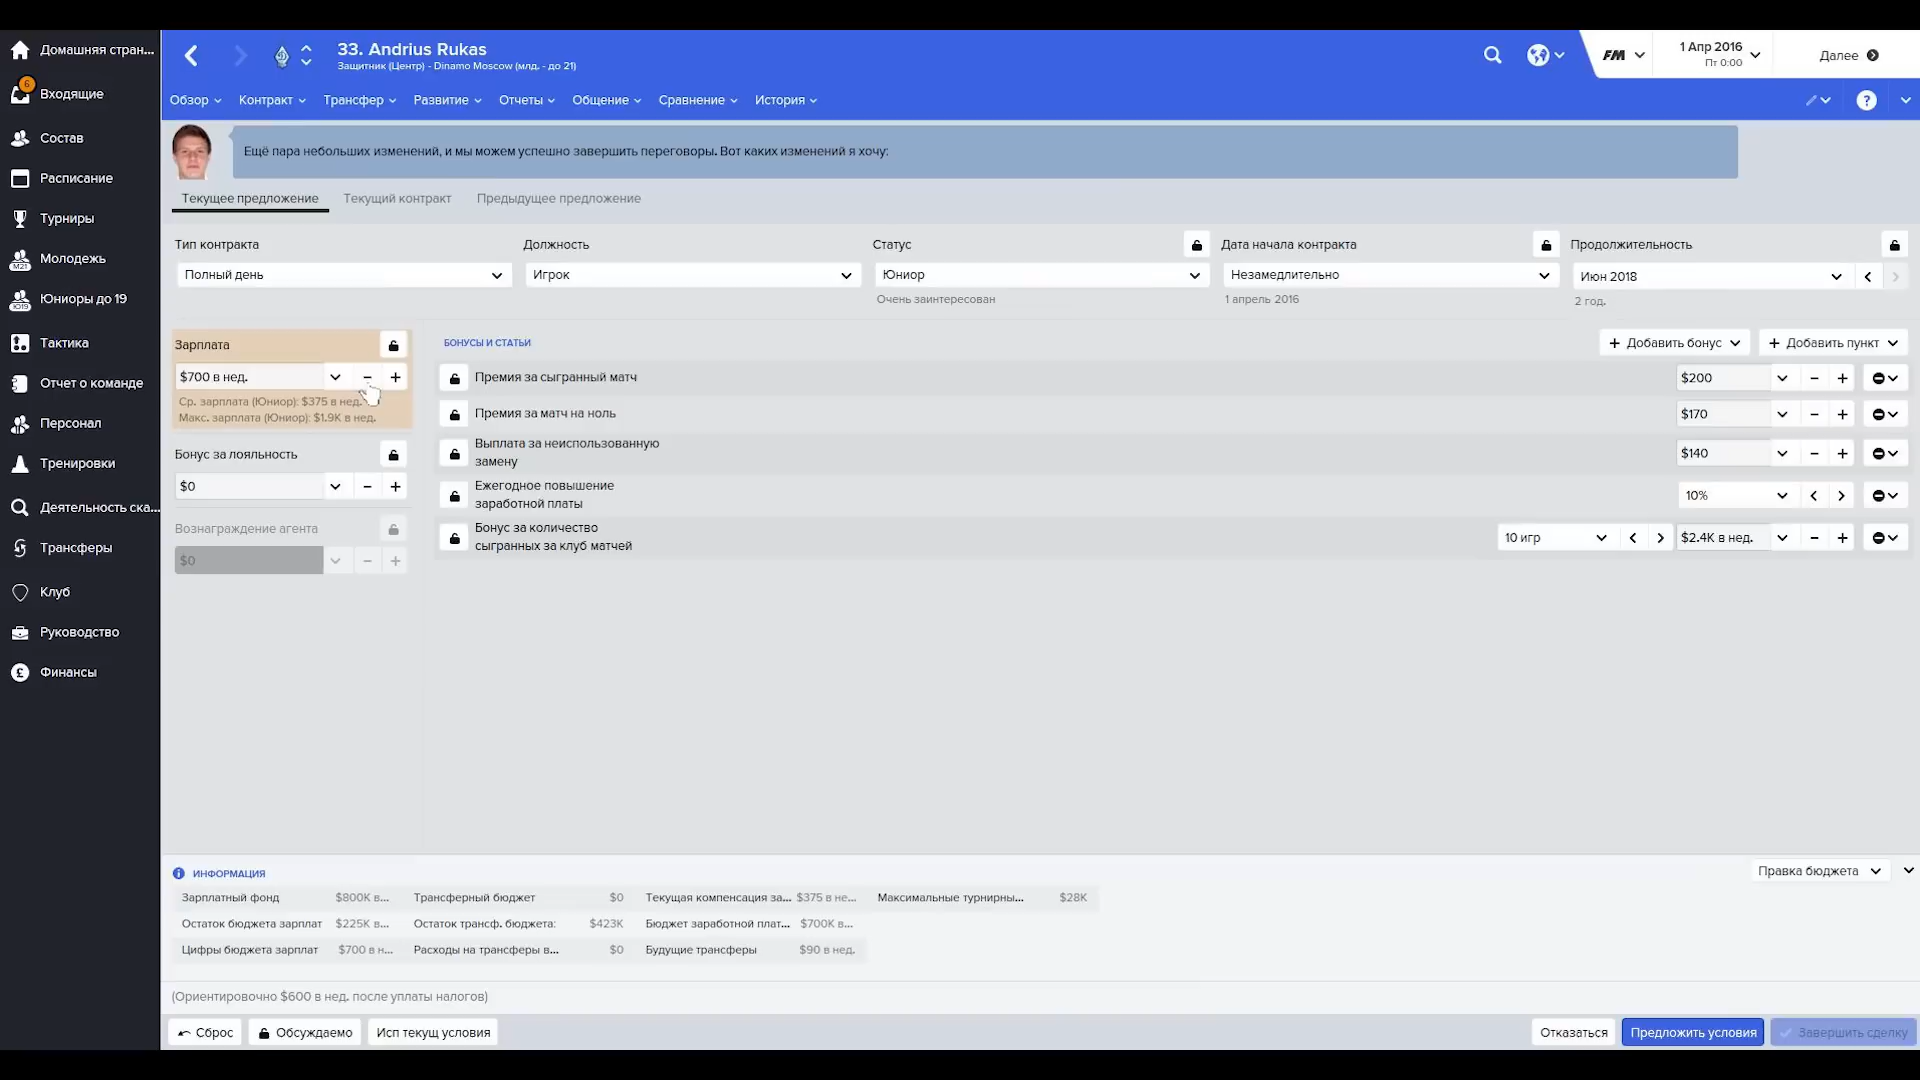 Домашняя стран...
6
Входящие
Состав
Расписание
Турниры
M21
Молодежь
Ю19
Юниоры до 19
Тактика
Отчет о команде
Персонал
Тренировки
Деятельность ска...
Трансферы
Клуб
Руководство
Финансы
33. Andrius Rukas
Защитник (Центр) - Dinamo Moscow (млд. - до 21)
FM
1 Апр 2016
Пт 0:00
Далее
Обзор
Контракт
Трансфер
Развитие
Отчеты
Общение
Сравнение
История
?
Ещё пара небольших изменений, и мы можем успешно завершить переговоры. Вот каких изменений я хочу:
Текущее предложение
Текущий контракт
Предыдущее предложение
Тип контракта
Должность
Статус
Дата начала контракта
Продолжительность
Полный день
Игрок
Юниор
Незамедлительно
Июн 2018
Очень заинтересован
1 апрель 2016
2 год.
Зарплата
$700 в нед.
Ср. зарплата (Юниор): $375 в нед.
Макс. зарплата (Юниор): $1.9K в нед.
Бонус за лояльность
$0
Вознаграждение агента
$0
БОНУСЫ И СТАТЬИ
+ Добавить бонус
+ Добавить пункт
Премия за сыгранный матч
$200
Премия за матч на ноль
$170
Выплата за неиспользованную
замену
$140
Ежегодное повышение
заработной платы
10%
Бонус за количество
сыгранных за клуб матчей
10 игр
$2.4K в нед.
ИНФОРМАЦИЯ
Правка бюджета
Зарплатный фонд $800K в...
Трансферный бюджет $0
Текущая компенсация за... $375 в не...
Максимальные турнирны... $28K
Остаток бюджета зарплат $225K в...
Остаток трансф. бюджета: $423K
Бюджет заработной плат... $700K в...
Цифры бюджета зарплат $700 в н...
Расходы на трансферы в... $0
Будущие трансферы $90 в нед.
(Ориентировочно $600 в нед. после уплаты налогов)
Сброс
Обсуждаемо
Исп текущ условия
Отказаться
Предложить условия
Завершить сделку